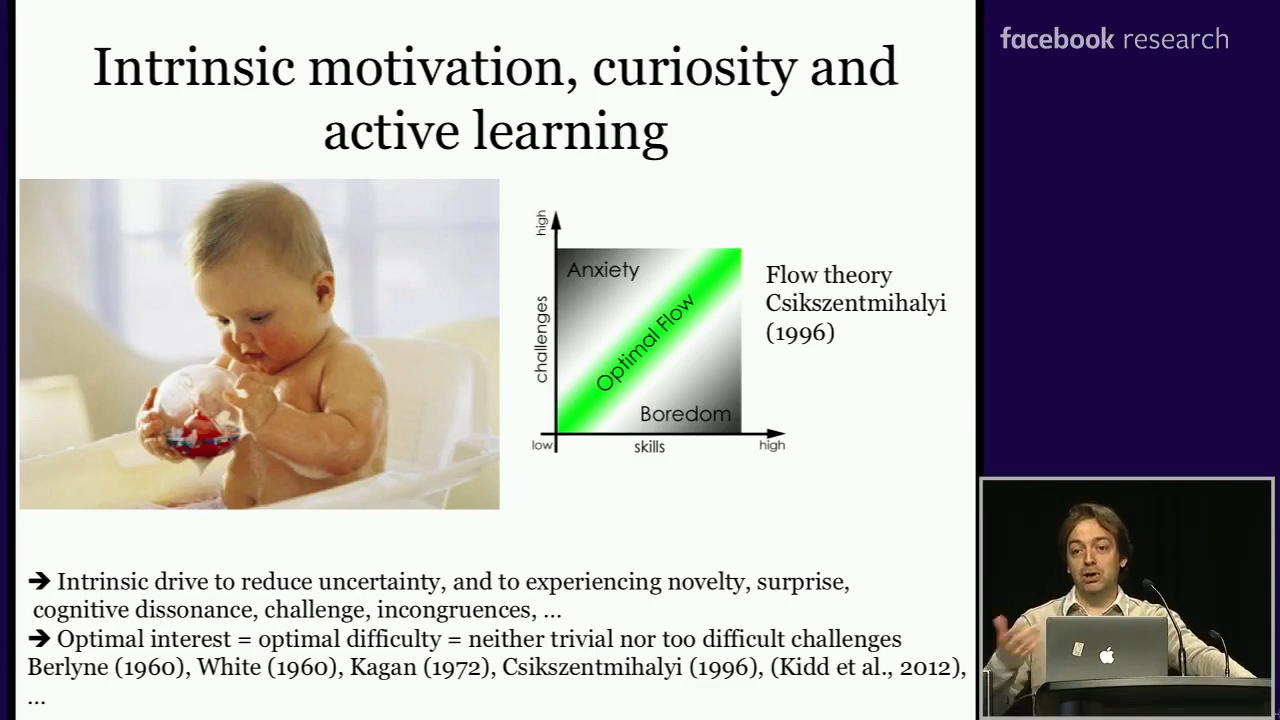 Intrinsic motivation, curiosity and
active learning
facebook research
high
challenges
Anxiety
Optimal Flow
Boredom
low
skills
high
Flow theory
Csikszentmihalyi
(1996)
➔ Intrinsic drive to reduce uncertainty, and to experiencing novelty, surprise,
cognitive dissonance, challenge, incongruences, ...
➔ Optimal interest = optimal difficulty = neither trivial nor too difficult challenges
Berlyne (1960), White (1960), Kagan (1972), Csikszentmihalyi (1996), (Kidd et al., 2012),
...